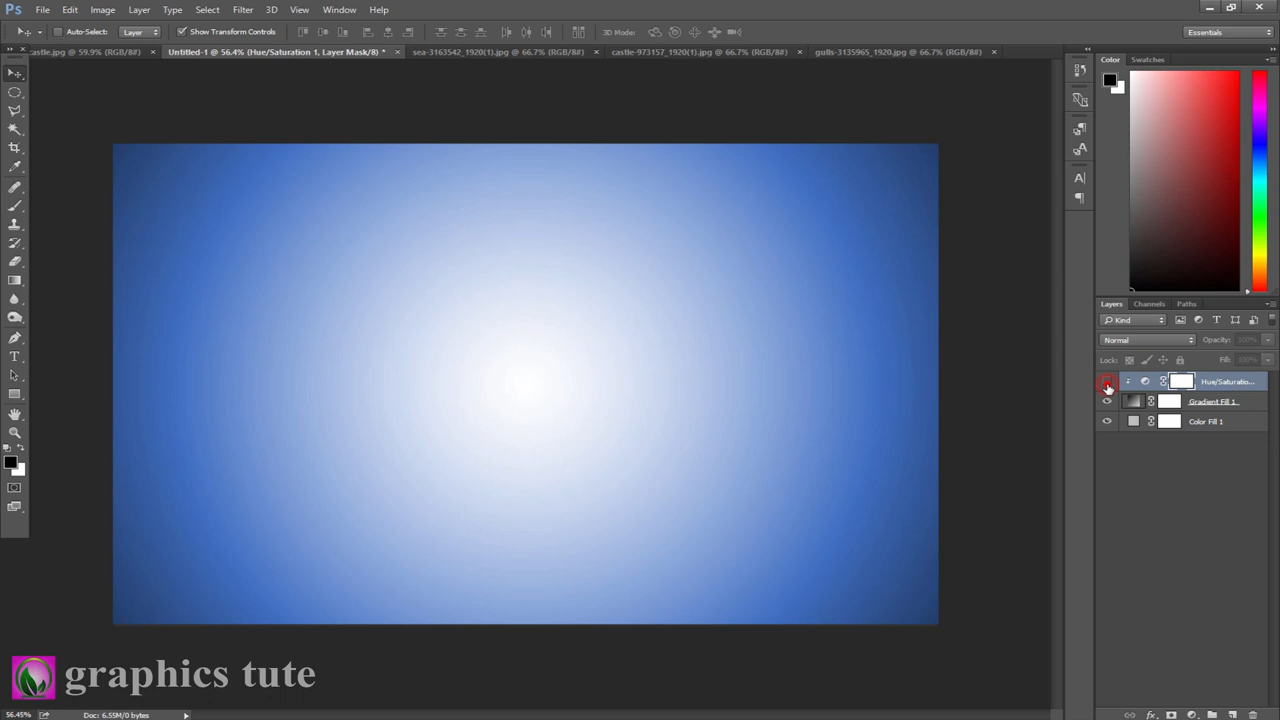 Ps File Edit Image Layer Type Select Filter 3D View Window Help
Auto-Select: Layer Show Transform Controls 3D Mode: Essentials
castle.jpg @ 59.9% (RGB/8#) × Untitled-1 @ 56.4% (Hue/Saturation 1, Layer Mask/8) * × sea-3163542_1920(1).jpg @ 66.7% (RGB/8#) × castle-973157_1920(1).jpg @ 66.7% (RGB/8#) × gulls-3135965_1920.jpg @ 66.7% (RGB/8#) ×
Color Swatches
Layers Channels Paths
Kind
Normal Opacity: 100%
Lock: Fill: 100%
Hue/Saturatio...
Gradient Fill 1
Color Fill 1
graphics tute
56.45% Doc: 6.55M/0 bytes